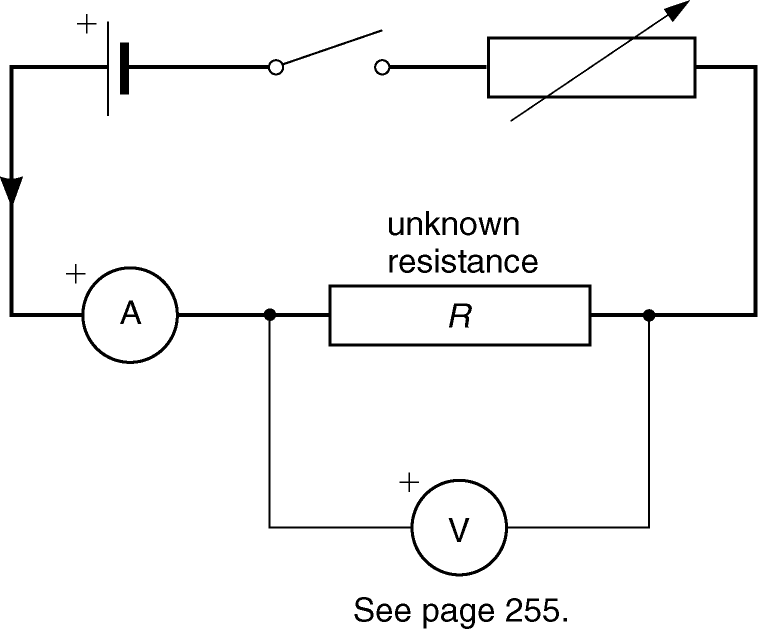 +
unknown
resistance
+
A
R
+
V
See page 255.